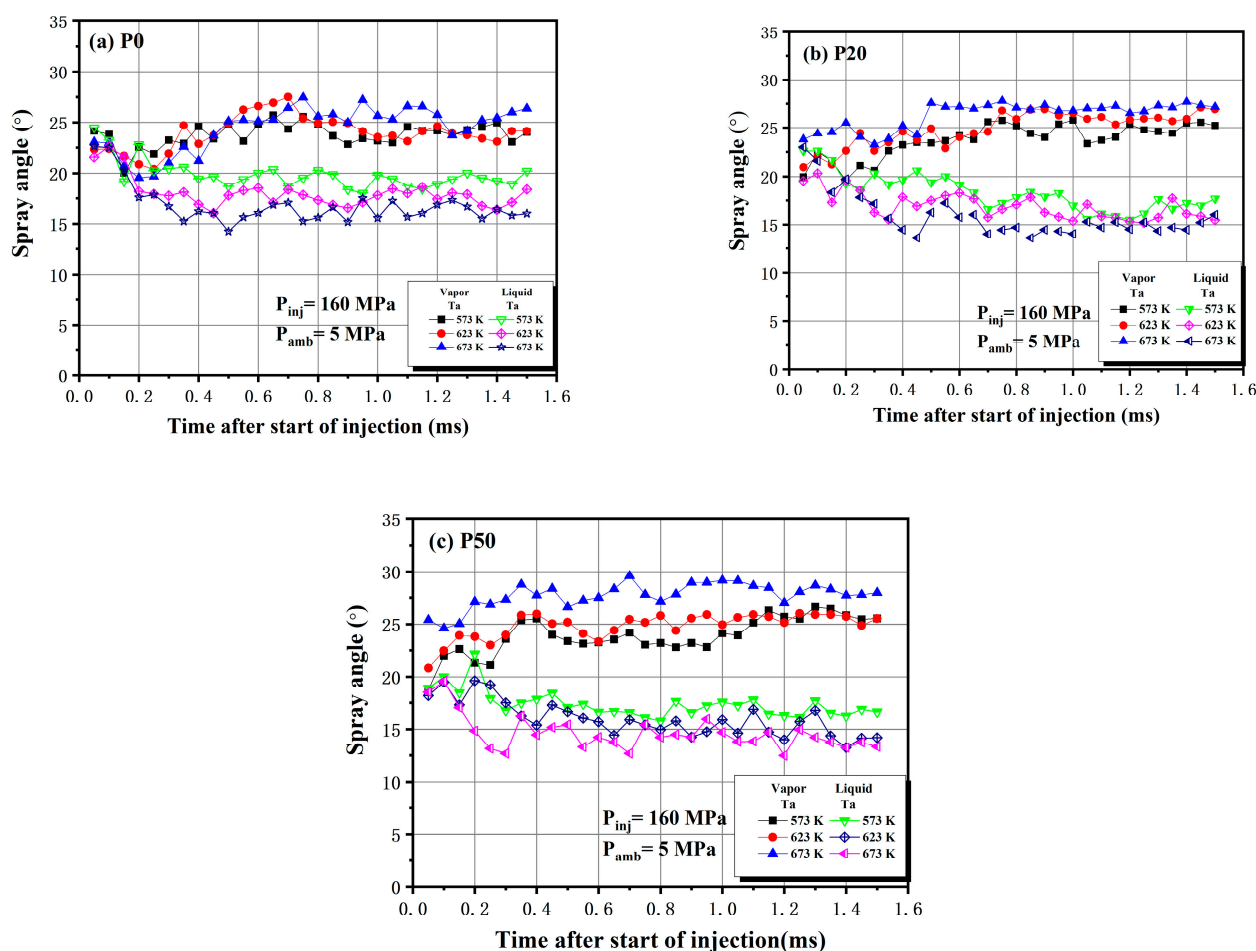 (a) P0
Spray angle (°)
35
30
25
20
15
10
5
0
P_inj= 160 MPa
P_amb= 5 MPa
Vapor Liquid
Ta Ta
573 K 573 K
623 K 623 K
673 K 673 K
0.0 0.2 0.4 0.6 0.8 1.0 1.2 1.4 1.6
Time after start of injection (ms)
(b) P20
Spray angle (°)
35
30
25
20
15
10
5
0
P_inj= 160 MPa
P_amb= 5 MPa
Vapor Liquid
Ta Ta
573 K 573 K
623 K 623 K
673 K 673 K
0.0 0.2 0.4 0.6 0.8 1.0 1.2 1.4 1.6
Time after start of injection (ms)
(c) P50
Spray angle (°)
35
30
25
20
15
10
5
0
P_inj= 160 MPa
P_amb= 5 MPa
Vapor Liquid
Ta Ta
573 K 573 K
623 K 623 K
673 K 673 K
0.0 0.2 0.4 0.6 0.8 1.0 1.2 1.4 1.6
Time after start of injection(ms)